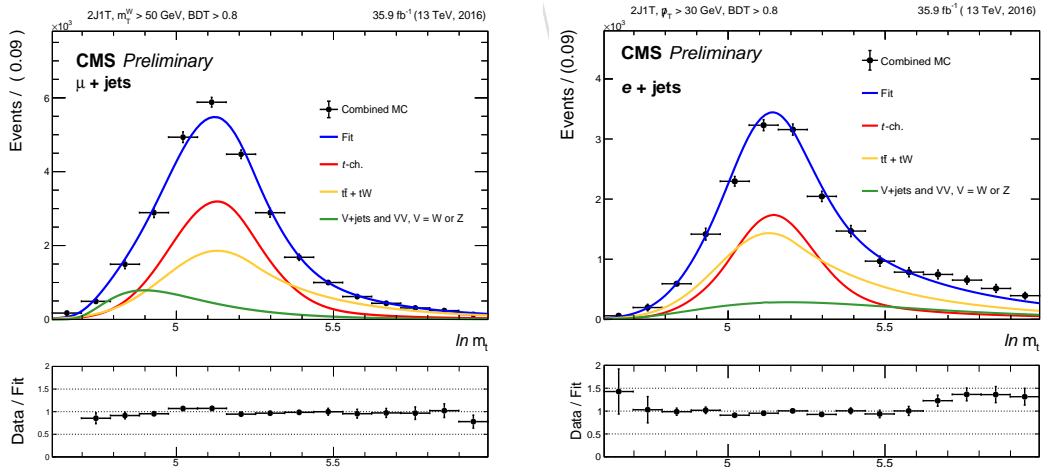 2J1T, m_T^W > 50 GeV, BDT > 0.8 35.9 fb⁻¹ (13 TeV, 2016)
×10³
CMS Preliminary
μ + jets
Combined MC
Fit
t-ch.
tt̄ + tW
V+jets and VV, V = W or Z
Events / ( 0.09)
8
6
4
2
0
5 5.5
ln m_t
Data / Fit
2
1.5
1
0.5
0
5 5.5
2J1T, p̸_T > 30 GeV, BDT > 0.8 35.9 fb⁻¹ ( 13 TeV, 2016)
×10³
CMS Preliminary
e + jets
Combined MC
Fit
t-ch.
tt̄ + tW
V+jets and VV, V = W or Z
Events / (0.09)
4
2
0
5 5.5
ln m_t
Data / Fit
2
1.5
1
0.5
0
5 5.5